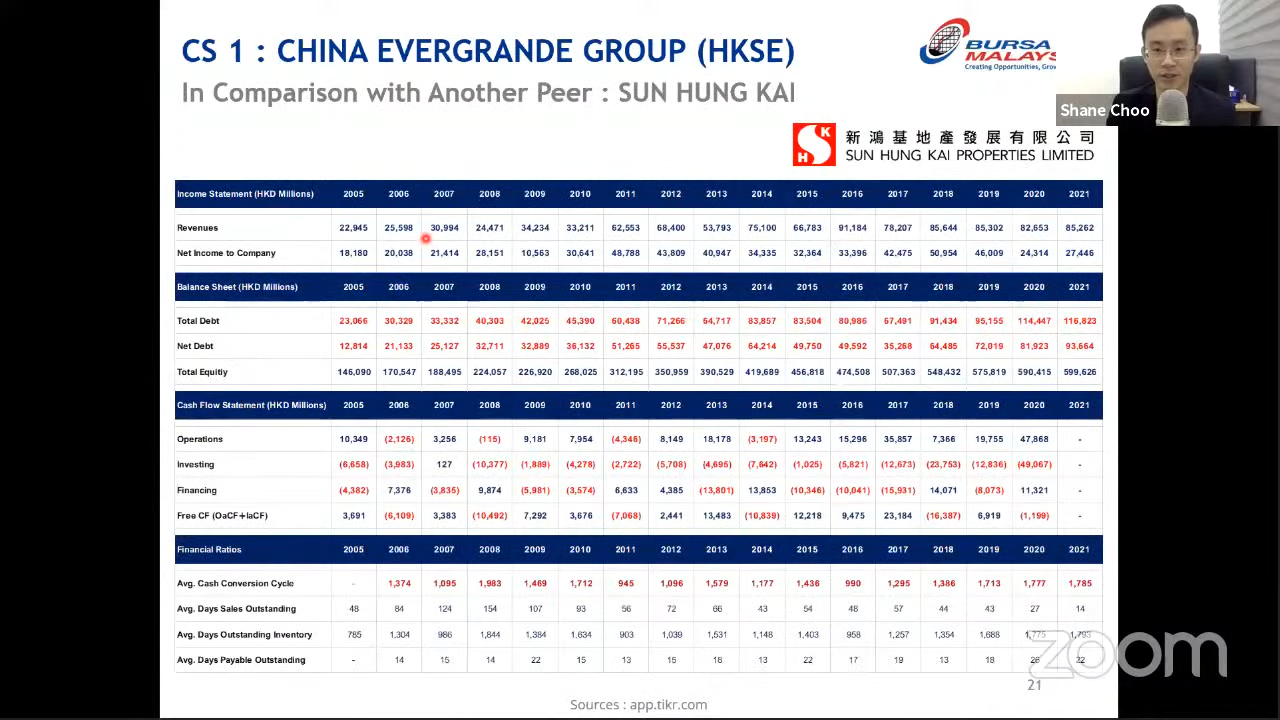 CS 1 : CHINA EVERGRANDE GROUP (HKSE)
In Comparison with Another Peer : SUN HUNG KAI
BURSA
MALAYS
Creating Opportunities, Grow
Shane Choo
S K H
新鴻基地產發展有限公司
SUN HUNG KAI PROPERTIES LIMITED
Income Statement (HKD Millions) 2005 2006 2007 2008 2009 2010 2011 2012 2013 2014 2015 2016 2017 2018 2019 2020 2021
Revenues 22,945 25,598 30,994 24,471 34,234 33,211 62,553 68,400 53,793 75,100 66,783 91,184 78,207 85,644 85,302 82,653 85,262
Net Income to Company 18,180 20,038 21,414 28,151 10,563 30,641 48,788 43,809 40,947 34,335 32,364 33,396 42,475 50,954 46,009 24,314 27,446
Balance Sheet (HKD Millions) 2005 2006 2007 2008 2009 2010 2011 2012 2013 2014 2015 2016 2017 2018 2019 2020 2021
Total Debt 23,066 30,329 33,332 40,303 42,025 45,390 60,438 71,266 64,717 83,857 83,504 80,986 67,491 91,434 95,155 114,447 116,823
Net Debt 12,814 21,133 25,127 32,711 32,889 36,132 51,265 55,537 47,076 64,214 49,750 49,592 35,268 64,485 72,019 81,923 93,664
Total Equitiy 146,090 170,547 188,495 224,057 226,920 268,025 312,195 350,959 390,529 419,689 456,818 474,508 507,363 548,432 575,819 590,415 599,626
Cash Flow Statement (HKD Millions) 2005 2006 2007 2008 2009 2010 2011 2012 2013 2014 2015 2016 2017 2018 2019 2020 2021
Operations 10,349 (2,126) 3,256 (115) 9,181 7,954 (4,346) 8,149 18,178 (3,197) 13,243 15,296 35,857 7,366 19,755 47,868 -
Investing (6,658) (3,983) 127 (10,377) (1,889) (4,278) (2,722) (5,708) (4,695) (7,642) (1,025) (5,821) (12,673) (23,753) (12,836) (49,067) -
Financing (4,382) 7,376 (3,835) 9,874 (5,981) (3,574) 6,633 4,385 (13,801) 13,853 (10,346) (10,041) (15,931) 14,071 (8,073) 11,321 -
Free CF (OaCF+IaCF) 3,691 (6,109) 3,383 (10,492) 7,292 3,676 (7,068) 2,441 13,483 (10,839) 12,218 9,475 23,184 (16,387) 6,919 (1,199) -
Financial Ratios 2005 2006 2007 2008 2009 2010 2011 2012 2013 2014 2015 2016 2017 2018 2019 2020 2021
Avg. Cash Conversion Cycle - 1,374 1,095 1,983 1,469 1,712 945 1,096 1,579 1,177 1,436 990 1,295 1,386 1,713 1,777 1,785
Avg. Days Sales Outstanding 48 84 124 154 107 93 56 72 66 43 54 48 57 44 43 27 14
Avg. Days Outstanding Inventory 785 1,304 986 1,844 1,384 1,634 903 1,039 1,531 1,148 1,403 958 1,257 1,354 1,688 1,775 1,793
Avg. Days Payable Outstanding - 14 15 14 22 15 13 15 18 13 22 17 19 13 18 26 22
zoom
21
Sources : app.tikr.com